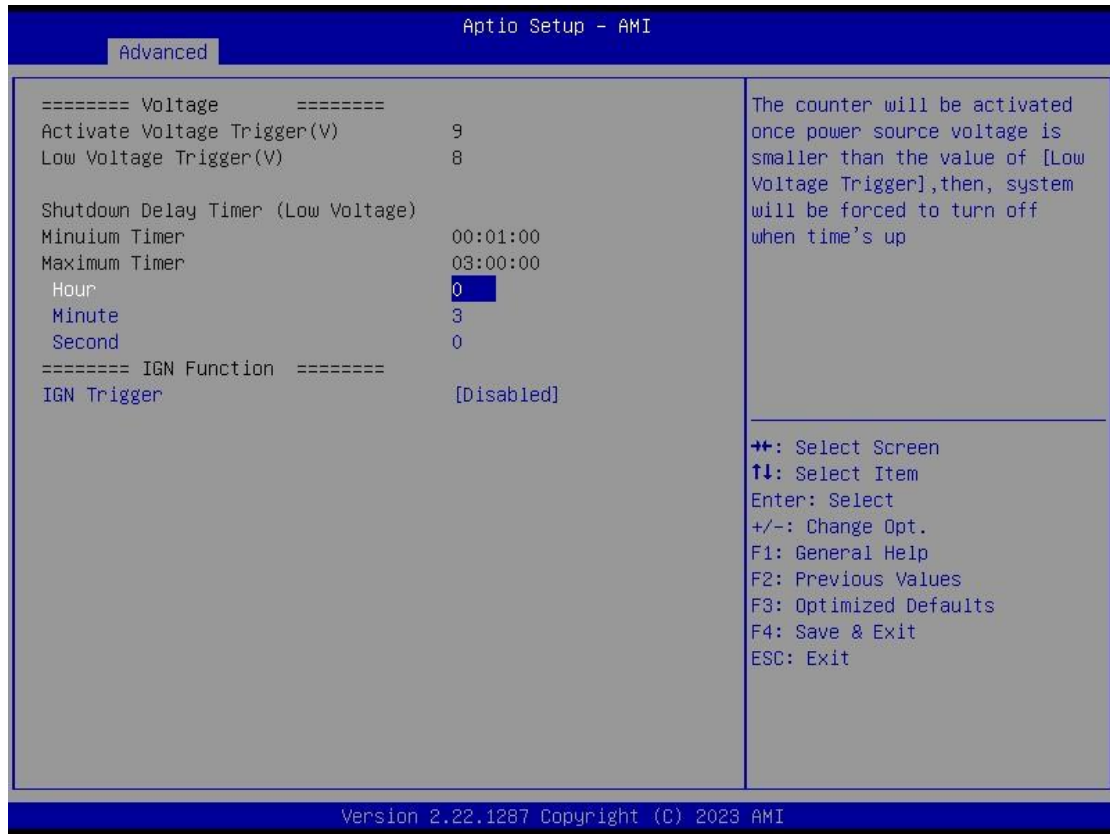 Aptio Setup - AMI
Advanced
======== Voltage ========
Activate Voltage Trigger(V) 9
Low Voltage Trigger(V) 8
Shutdown Delay Timer (Low Voltage)
Minuium Timer 00:01:00
Maximum Timer 03:00:00
Hour 0
Minute 3
Second 0
======== IGN Function ========
IGN Trigger [Disabled]
The counter will be activated
once power source voltage is
smaller than the value of [Low
Voltage Trigger],then, system
will be forced to turn off
when time's up
→←: Select Screen
↑↓: Select Item
Enter: Select
+/-: Change Opt.
F1: General Help
F2: Previous Values
F3: Optimized Defaults
F4: Save & Exit
ESC: Exit
Version 2.22.1287 Copyright (C) 2023 AMI